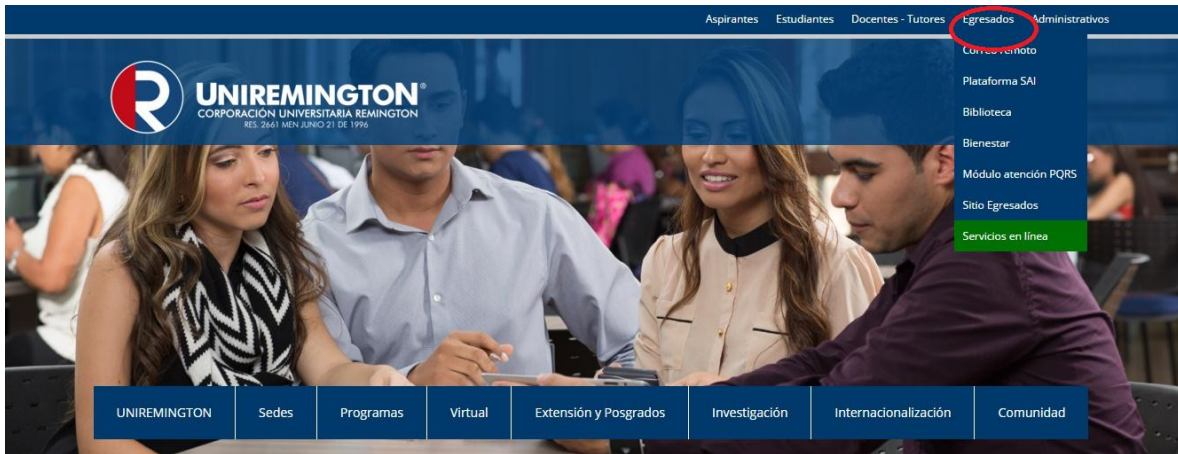 Aspirantes Estudiantes Docentes - Tutores Egresados Administrativos
Correo remoto
Plataforma SAI
Biblioteca
Bienestar
Módulo atención PQRS
Sitio Egresados
Servicios en línea
UNIREMINGTON®
CORPORACIÓN UNIVERSITARIA REMINGTON
RES. 2661 MEN JUNIO 21 DE 1996
UNIREMINGTON Sedes Programas Virtual Extensión y Posgrados Investigación Internacionalización Comunidad